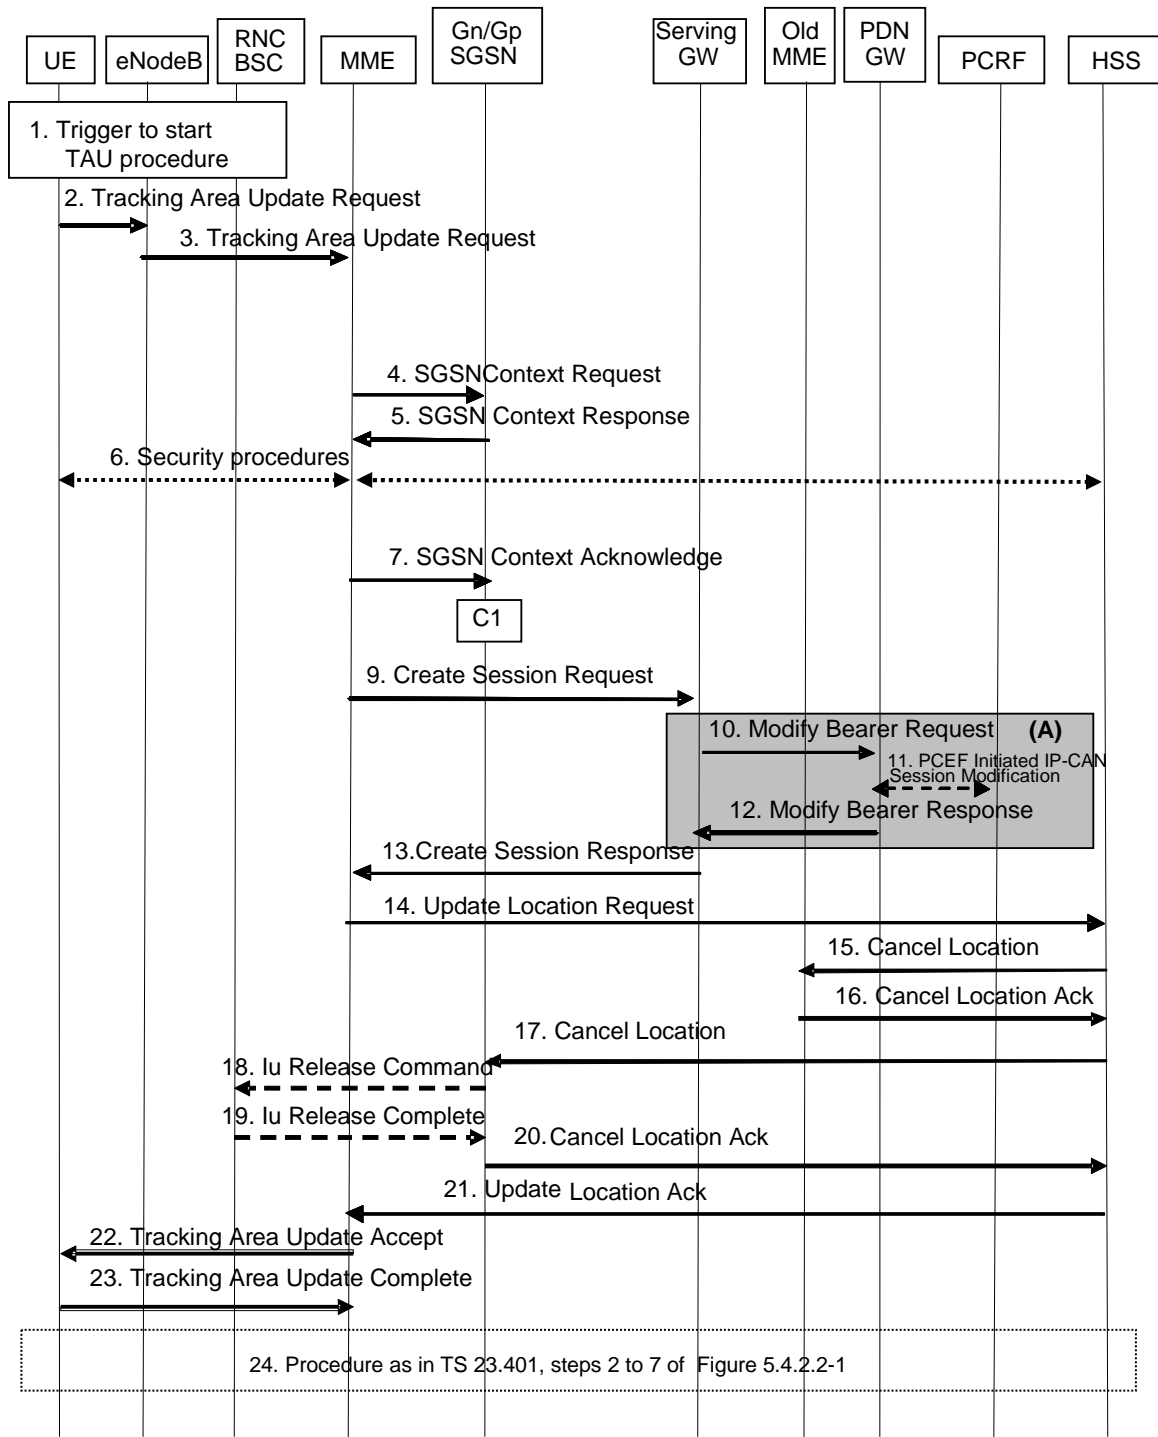 UE
eNodeB
RNC
BSC
MME
Gn/Gp
SGSN
Serving
GW
Old
MME
PDN
GW
PCRF
HSS
1. Trigger to start
TAU procedure
2. Tracking Area Update Request
3. Tracking Area Update Request
4. SGSNContext Request
5. SGSN Context Response
6. Security procedures
7. SGSN Context Acknowledge
C1
9. Create Session Request
10. Modify Bearer Request (A)
11. PCEF Initiated IP-CAN
Session Modification
12. Modify Bearer Response
13.Create Session Response
14. Update Location Request
15. Cancel Location
16. Cancel Location Ack
17. Cancel Location
18. Iu Release Command
19. Iu Release Complete
20.Cancel Location Ack
21. Update Location Ack
22. Tracking Area Update Accept
23. Tracking Area Update Complete
24. Procedure as in TS 23.401, steps 2 to 7 of Figure 5.4.2.2-1